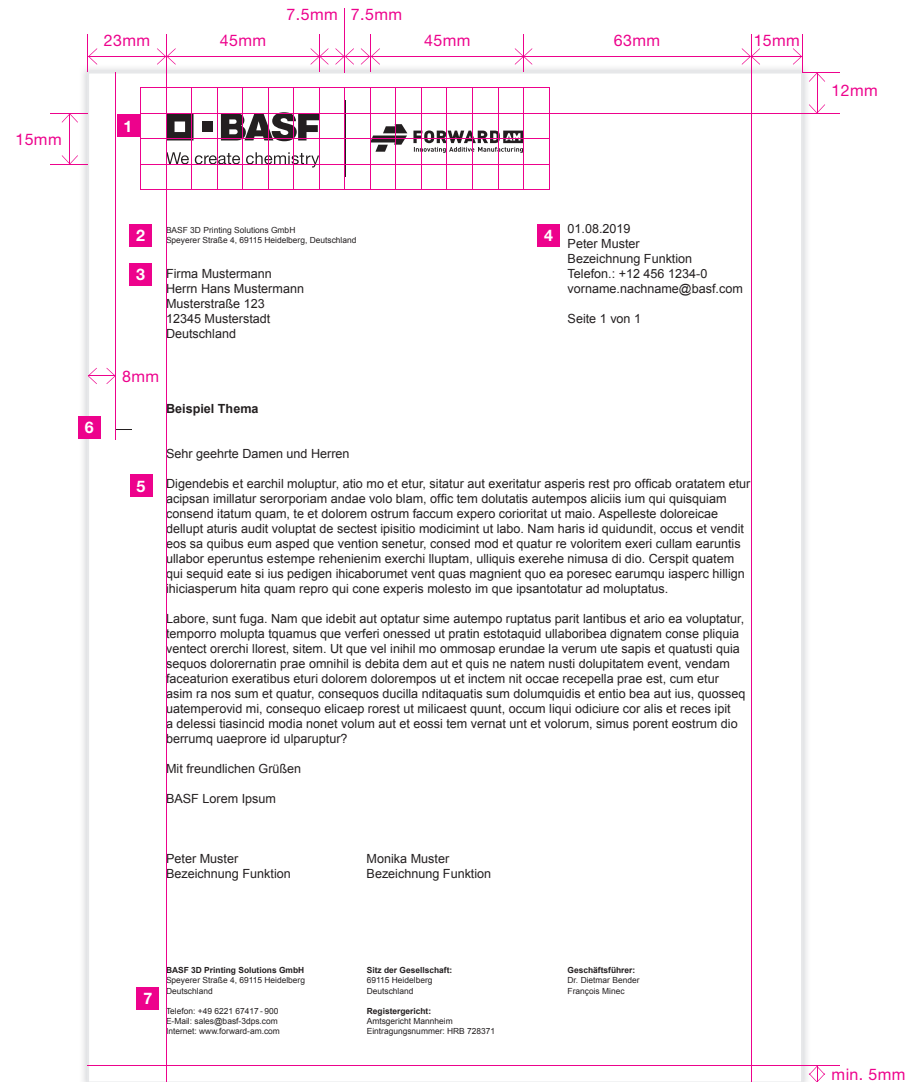 7.5mm 7.5mm
23mm 45mm 45mm 63mm 15mm
12mm
15mm
1
BASF
We create chemistry
FORWARD AM
Innovating Additive Manufacturing
2
BASF 3D Printing Solutions GmbH
Speyerer Straße 4, 69115 Heidelberg, Deutschland
3
Firma Mustermann
Herrn Hans Mustermann
Musterstraße 123
12345 Musterstadt
Deutschland
4
01.08.2019
Peter Muster
Bezeichnung Funktion
Telefon.: +12 456 1234-0
vorname.nachname@basf.com
Seite 1 von 1
8mm
Beispiel Thema
6
Sehr geehrte Damen und Herren
5
Digendebis et earchil moluptur, atio mo et etur, sitatur aut exeritatur asperis rest pro officab oratatem etur
acipsan imillatur serorporiam andae volo blam, offic tem dolutatis autempos aliciis ium qui quisquiam
consend itatum quam, te et dolorem ostrum faccum expero corioritat ut maio. Aspelleste doloreicae
dellupt aturis audit voluptat de sectest ipisitio modicimint ut labo. Nam haris id quidundit, occus et vendit
eos sa quibus eum asped que vention senetur, consed mod et quatur re voloritem exeri cullam earuntis
ullabor eperuntus estempe rehenienim exerchi lluptam, ulliquis exerehe nimusa di dio. Cerspit quatem
qui sequid eate si ius pedigen ihicaborumet vent quas magnient quo ea poresec earumqu iasperc hillign
ihiciasperum hita quam repro qui cone experis molesto im que ipsantotatur ad moluptatus.
Labore, sunt fuga. Nam que idebit aut optatur sime autempo ruptatus parit lantibus et ario ea voluptatur,
temporro molupta tquamus que verferi onessed ut pratin estotaquid ullaboribea dignatem conse pliquia
ventect orerchi llorest, sitem. Ut que vel inihil mo ommosap erundae la verum ute sapis et quatusti quia
sequos dolorernatin prae omnihil is debita dem aut et quis ne natem nusti dolupitatem event, vendam
faceaturion exeratibus eturi dolorem dolorempos ut et inctem nit occae recepella prae est, cum etur
asim ra nos sum et quatur, consequos ducilla nditaquatis sum dolumquidis et entio bea aut ius, quosseq
uatemperovid mi, consequo elicaep rorest ut milicaest quunt, occum liqui odiciure cor alis et reces ipit
a delessi tiasincid modia nonet volum aut et eossi tem vernat unt et volorum, simus porent eostrum dio
berrumq uaeprore id ulparuptur?
Mit freundlichen Grüßen
BASF Lorem Ipsum
Peter Muster
Bezeichnung Funktion
Monika Muster
Bezeichnung Funktion
7
BASF 3D Printing Solutions GmbH
Speyerer Straße 4, 69115 Heidelberg
Deutschland
Telefon: +49 6221 67417-900
E-Mail: sales@basf-3dps.com
Internet: www.forward-am.com
Sitz der Gesellschaft:
69115 Heidelberg
Deutschland
Registergericht:
Amtsgericht Mannheim
Eintragungsnummer: HRB 728371
Geschäftsführer:
Dr. Dietmar Bender
François Minec
min. 5mm